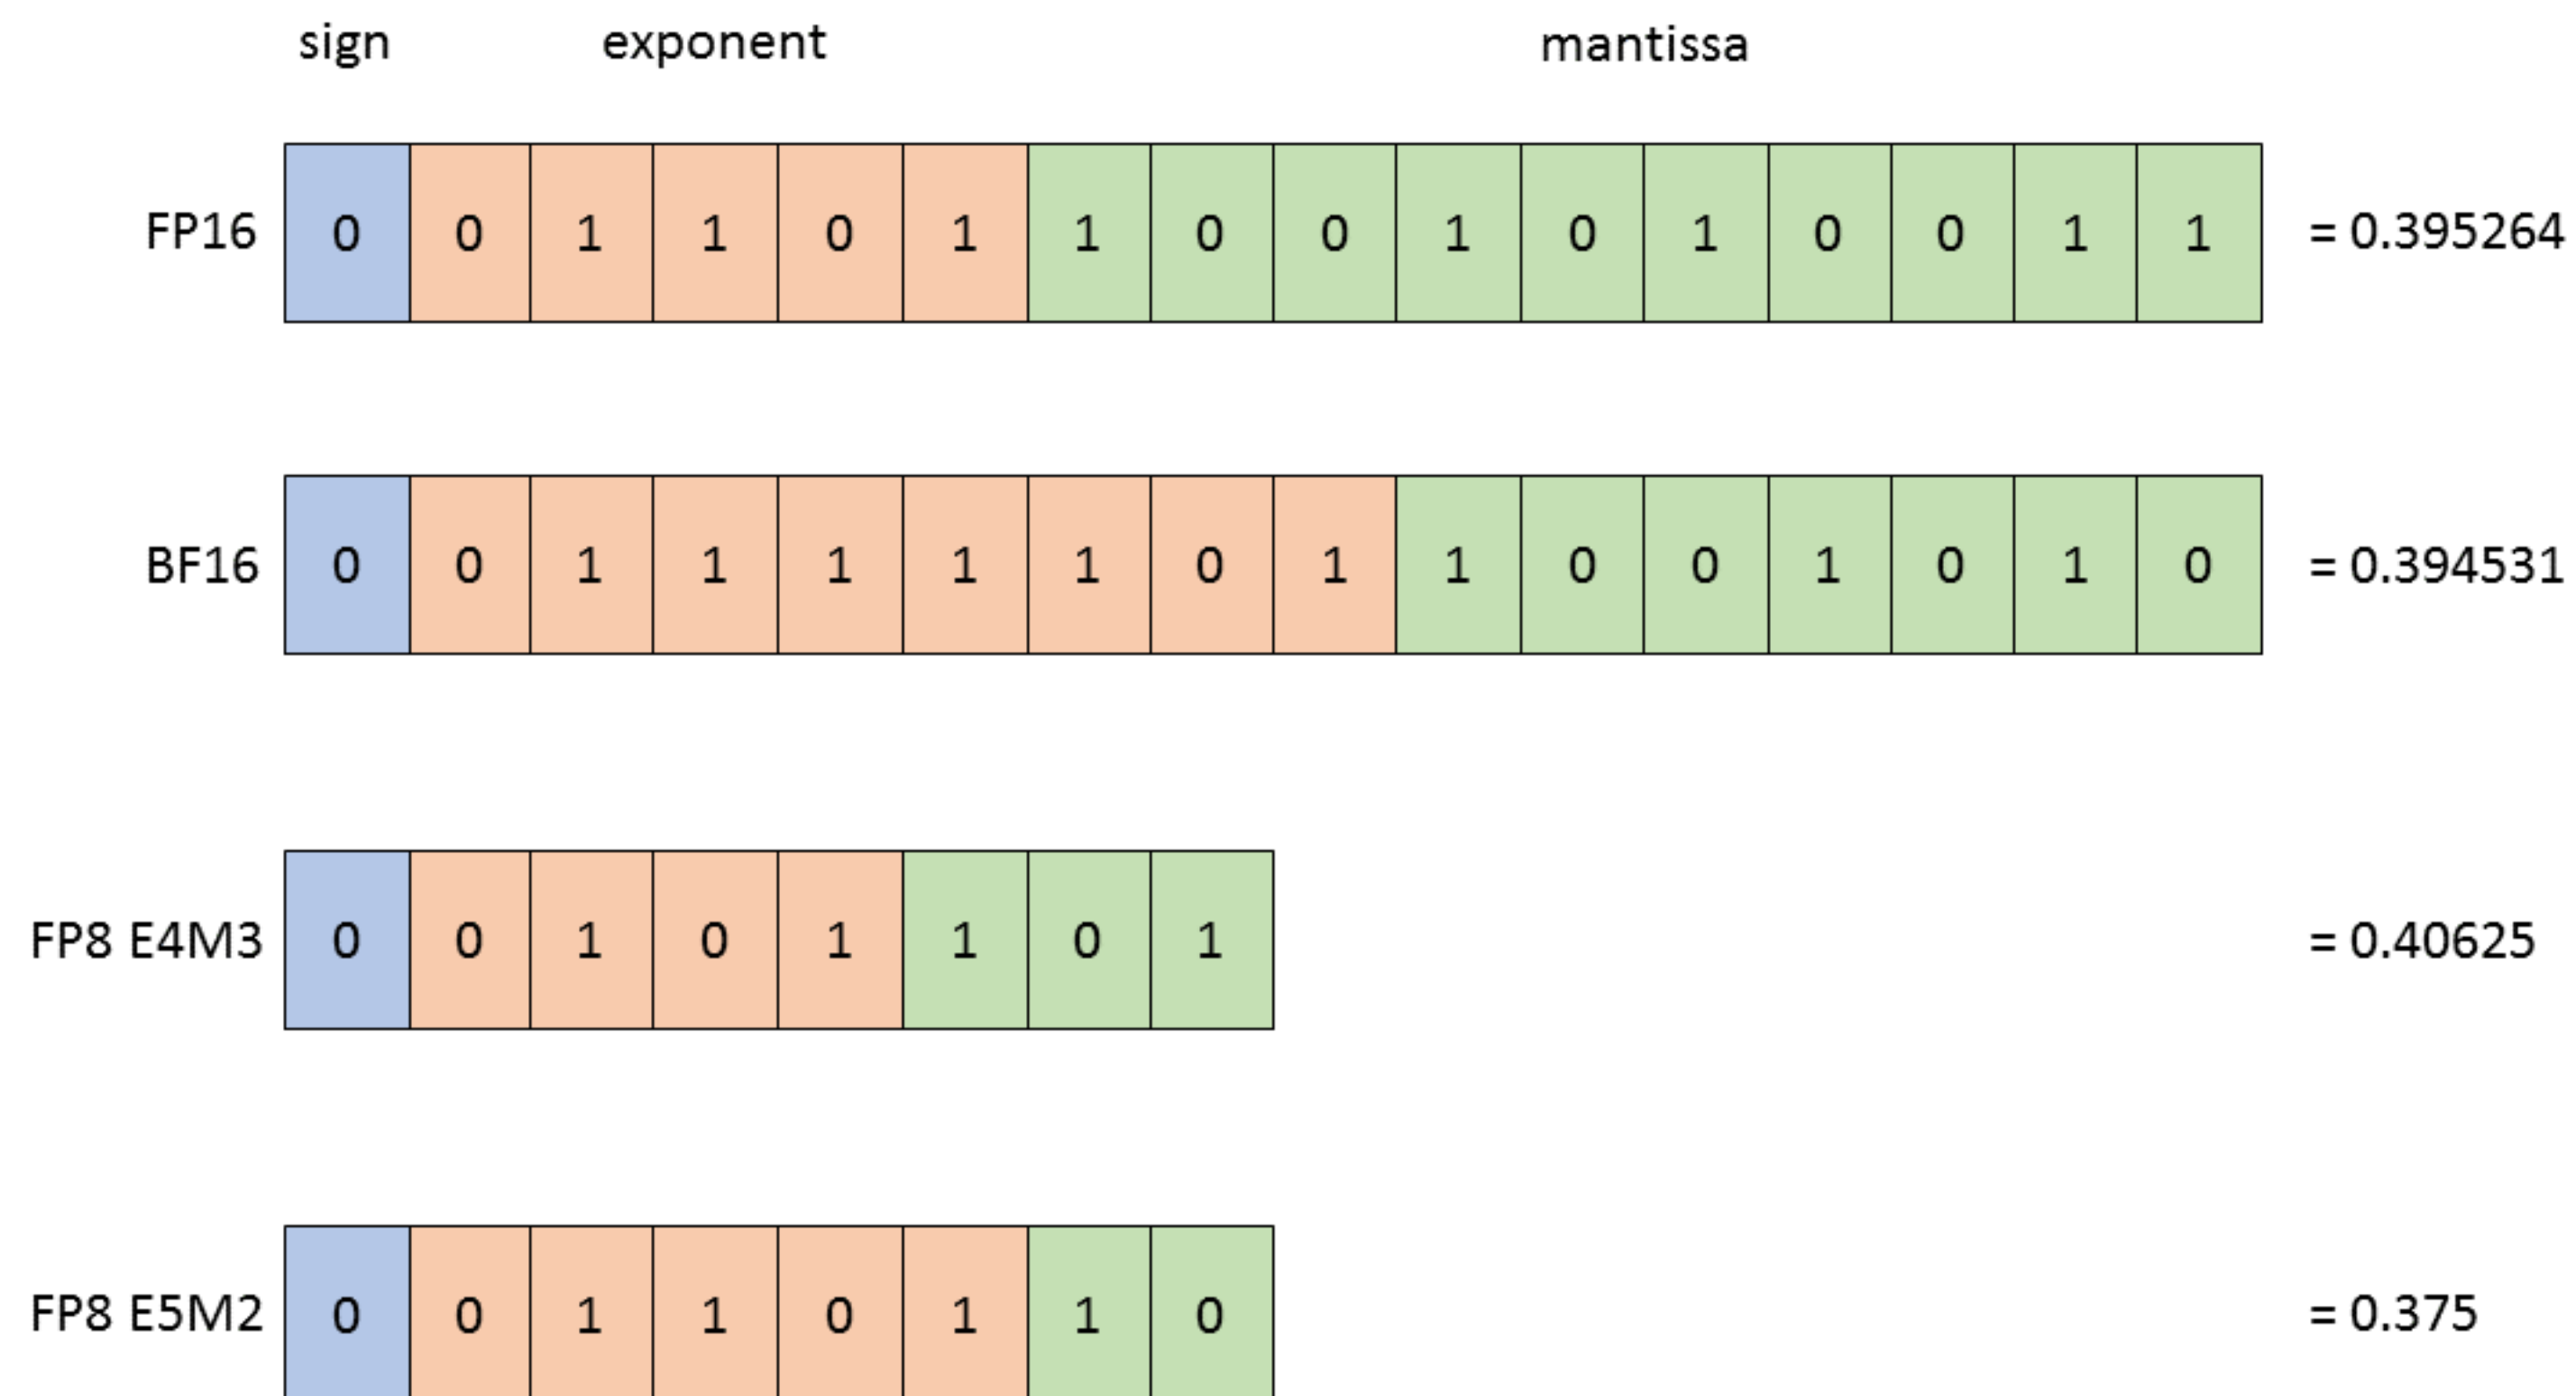 sign exponent mantissa
FP16 0 0 1 1 0 1 1 0 0 1 0 1 0 0 1 1 = 0.395264
BF16 0 0 1 1 1 1 1 0 1 1 0 0 1 0 1 0 = 0.394531
FP8 E4M3 0 0 1 0 1 1 0 1 = 0.40625
FP8 E5M2 0 0 1 1 0 1 1 0 = 0.375